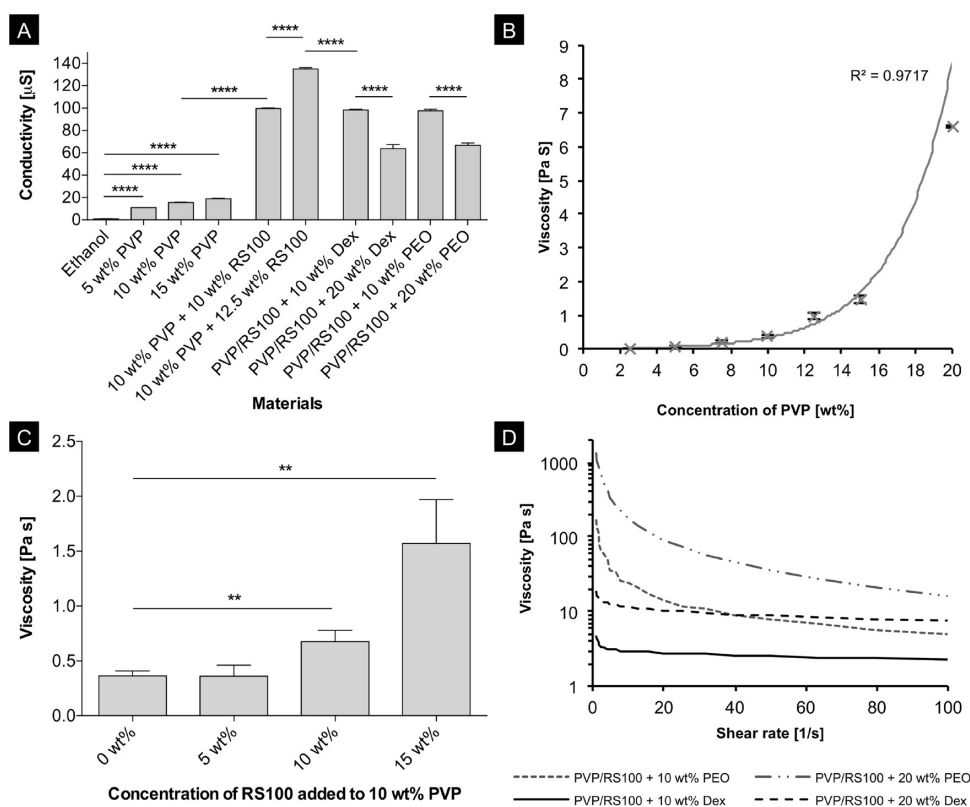 A
Conductivity [µS]
140
120
100
80
60
40
20
0
****
****
****
****
****
****
****
****
Ethanol
5 wt% PVP
10 wt% PVP
15 wt% PVP
10 wt% PVP + 10 wt% RS100
10 wt% PVP + 12.5 wt% RS100
PVP/RS100 + 10 wt% Dex
PVP/RS100 + 20 wt% Dex
PVP/RS100 + 10 wt% PEO
PVP/RS100 + 20 wt% PEO
Materials
B
Viscosity [Pa S]
9
8
7
6
5
4
3
2
1
0
R² = 0.9717
0 2 4 6 8 10 12 14 16 18 20
Concentration of PVP [wt%]
C
Viscosity [Pa s]
2.5
2.0
1.5
1.0
0.5
0.0
**
**
0 wt%
5 wt%
10 wt%
15 wt%
Concentration of RS100 added to 10 wt% PVP
D
Viscosity [Pa s]
1000
100
10
1
0 20 40 60 80 100
Shear rate [1/s]
PVP/RS100 + 10 wt% PEO
PVP/RS100 + 20 wt% PEO
PVP/RS100 + 10 wt% Dex
PVP/RS100 + 20 wt% Dex